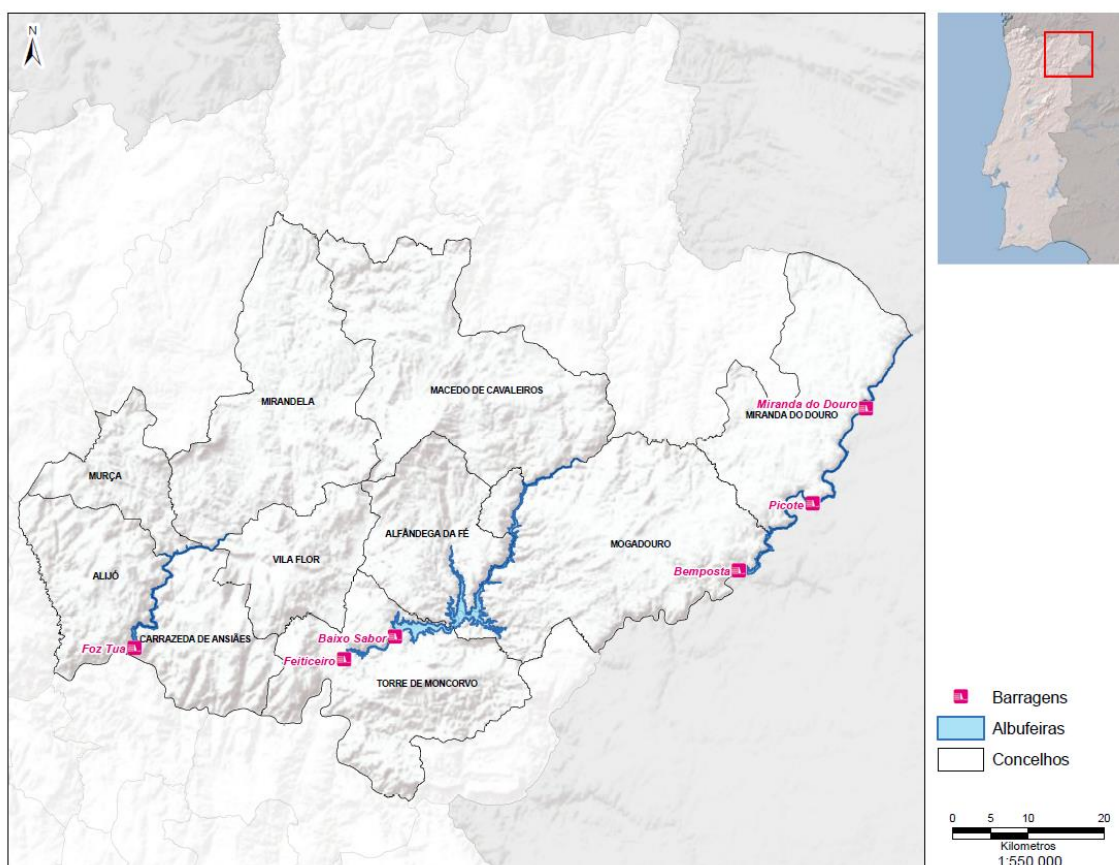 N
MIRANDELA
MACEDO DE CAVALEIROS
Miranda do Douro
MIRANDA DO DOURO
MURÇA
Picote
ALFÂNDEGA DA FÉ
MOGADOURO
VILA FLOR
ALIJÓ
Bemposta
Baixo Sabor
CARRAZEDA DE ANSIÃES
Foz Tua
Feiticeiro
TORRE DE MONCORVO
Barragens
Albufeiras
Concelhos
0 5 10 20
Kilometros
1:550 000